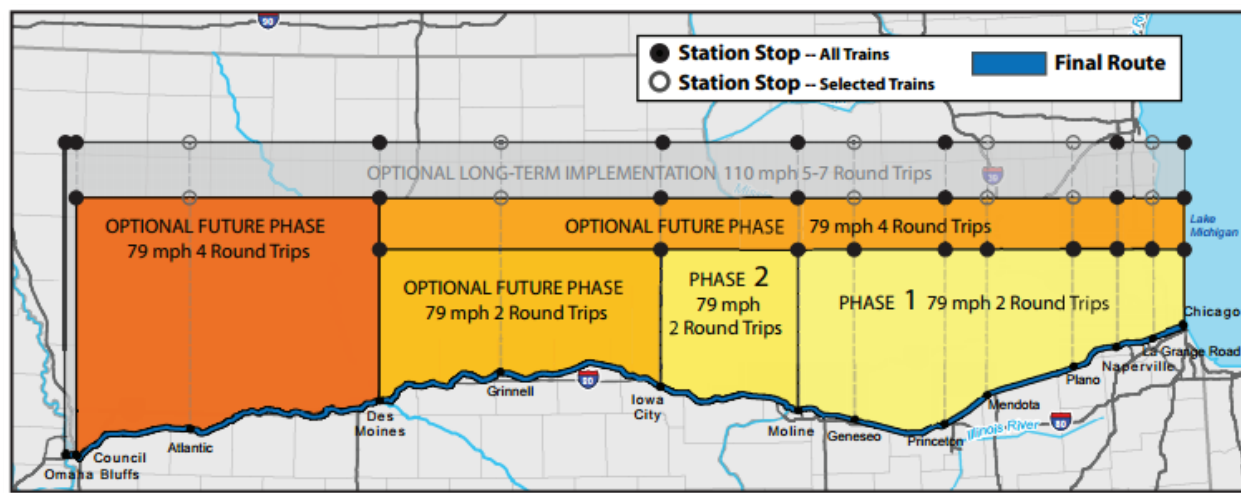 90
Station Stop -- All Trains
Final Route
Station Stop -- Selected Trains
OPTIONAL LONG-TERM IMPLEMENTATION 110 mph 5-7 Round Trips
OPTIONAL FUTURE PHASE
79 mph 4 Round Trips
OPTIONAL FUTURE PHASE 79 mph 4 Round Trips
Lake
Michigan
OPTIONAL FUTURE PHASE
79 mph 2 Round Trips
PHASE 2
79 mph
2 Round Trips
PHASE 1 79 mph 2 Round Trips
Chicago
La Grange Road
Naperville
Plano
Mendota
80
Grinnell
Iowa
City
Des
Moines
Moline
Geneseo
Princeton
Illinois River
80
Atlantic
Council
Omaha Bluffs